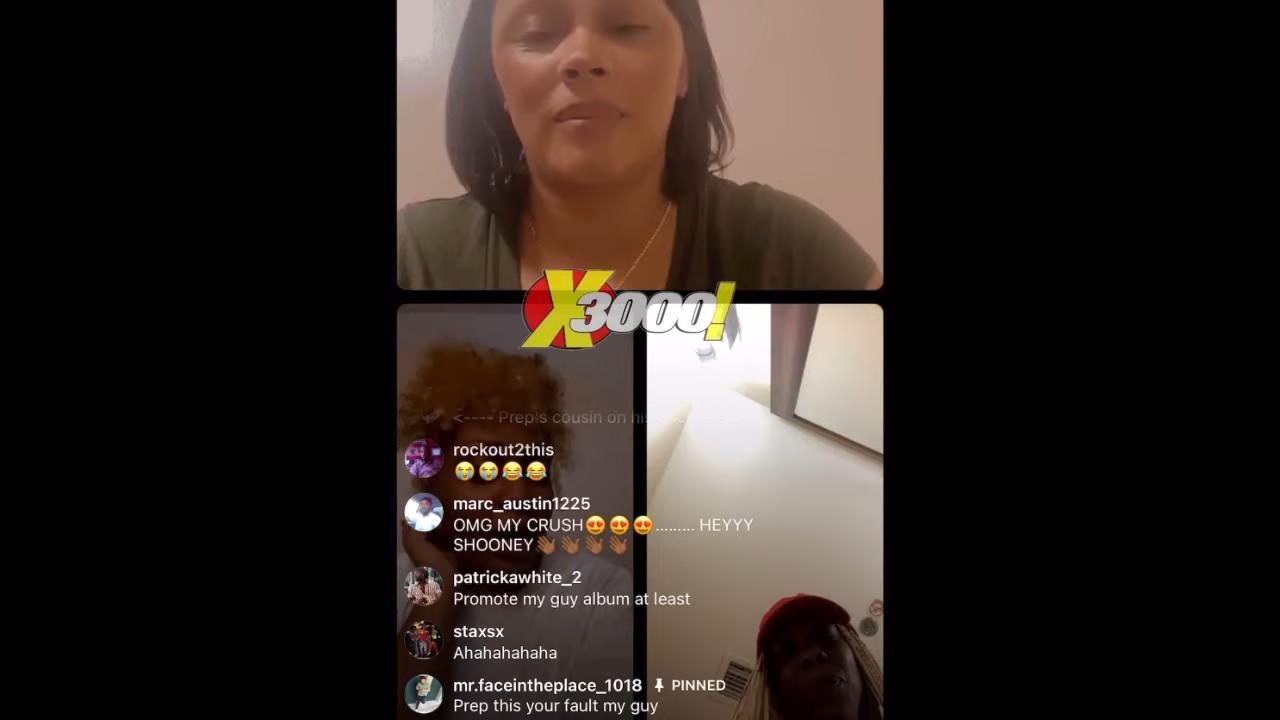 X3000!
<---- Prep's cousin on his
rockout2this
😭😭😂😂
marc_austin1225
OMG MY CRUSH😍😍😍......... HEYYY
SHOONEY👋🏾👋🏾👋🏾👋🏾
patrickawhite_2
Promote my guy album at least
staxsx
Ahahahahaha
mr.faceintheplace_1018 📌 PINNED
Prep this your fault my guy